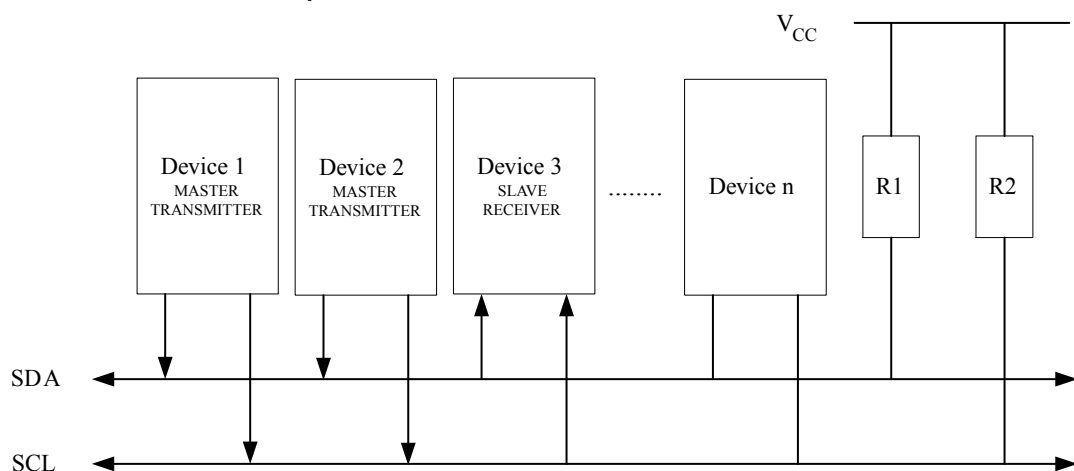 VCC
Device 1
MASTER
TRANSMITTER
Device 2
MASTER
TRANSMITTER
Device 3
SLAVE
RECEIVER
........
Device n
R1
R2
SDA
SCL